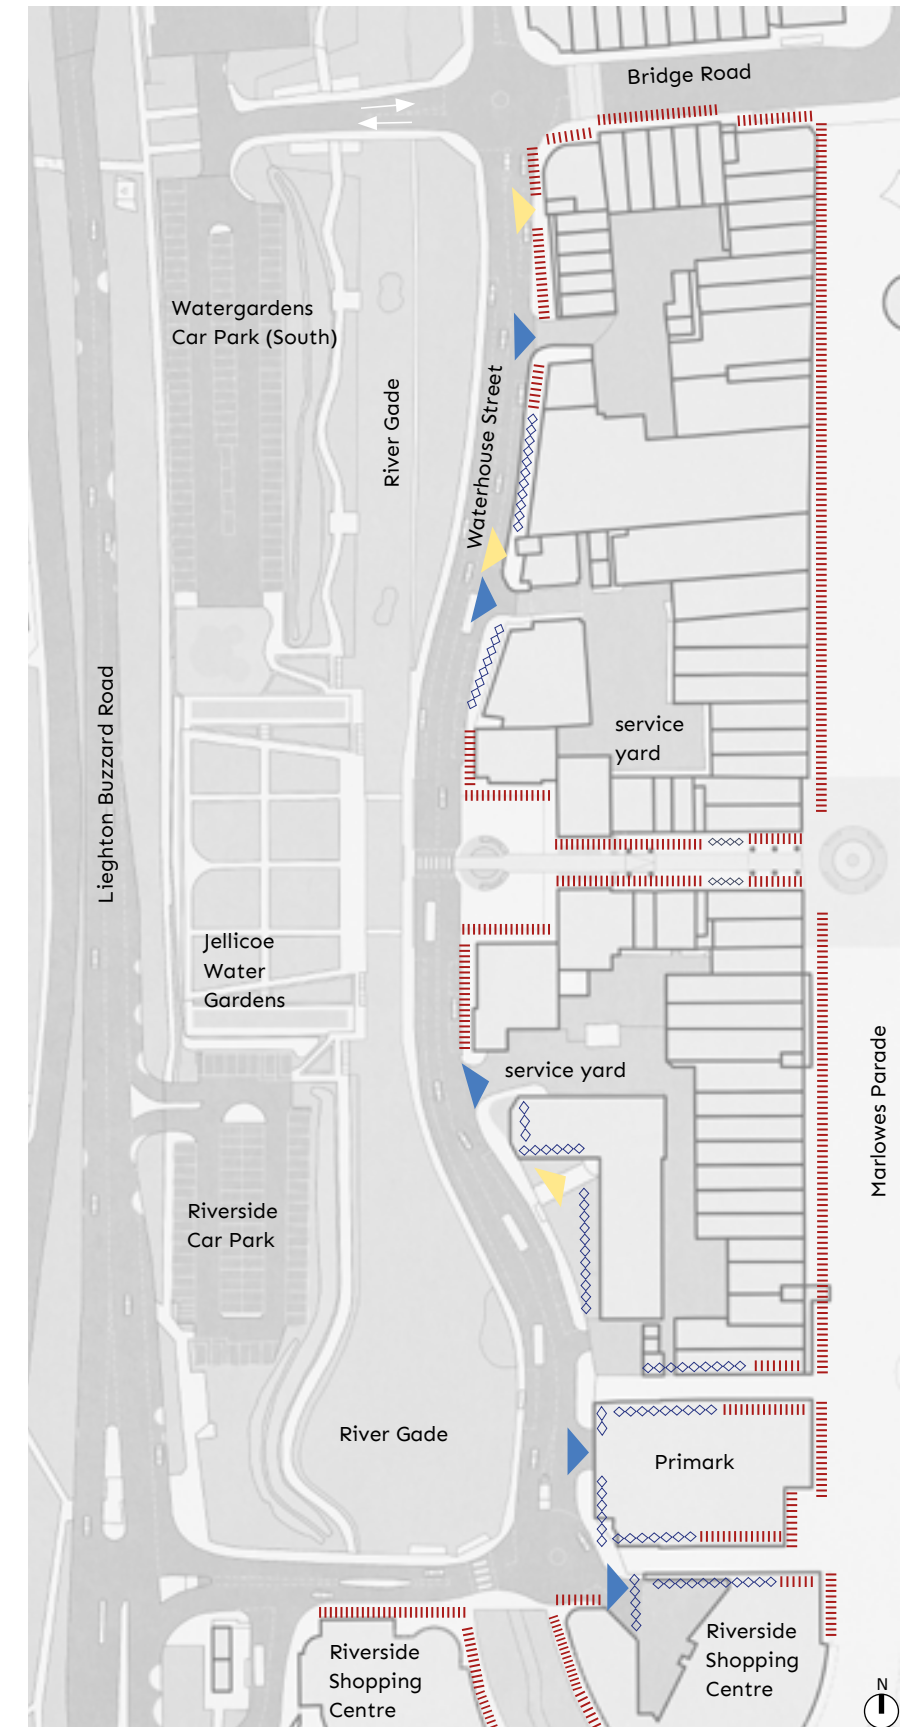 Bridge Road
Watergardens
Car Park (South)
River Gade
Waterhouse Street
Lieghton Buzzard Road
service
yard
Jellicoe
Water
Gardens
service yard
Marlowes Parade
Riverside
Car Park
River Gade
Primark
Riverside
Shopping
Centre
Riverside
Shopping
Centre
N